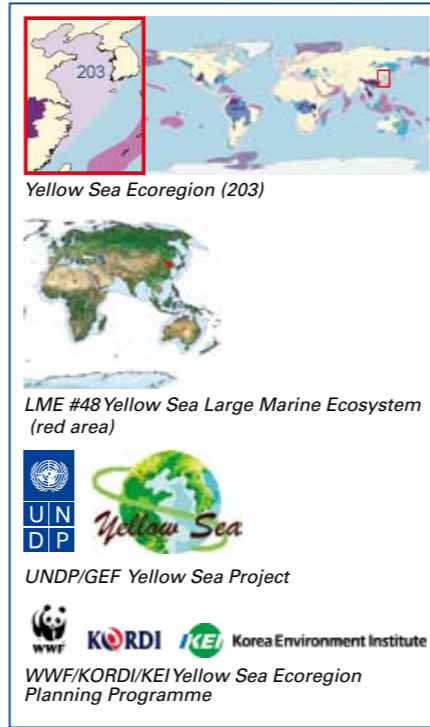 203
Yellow Sea Ecoregion (203)
LME #48 Yellow Sea Large Marine Ecosystem
(red area)
U N
D P
Yellow Sea
UNDP/GEF Yellow Sea Project
WWF
KORDI
KEI
Korea Environment Institute
WWF/KORDI/KEI Yellow Sea Ecoregion
Planning Programme